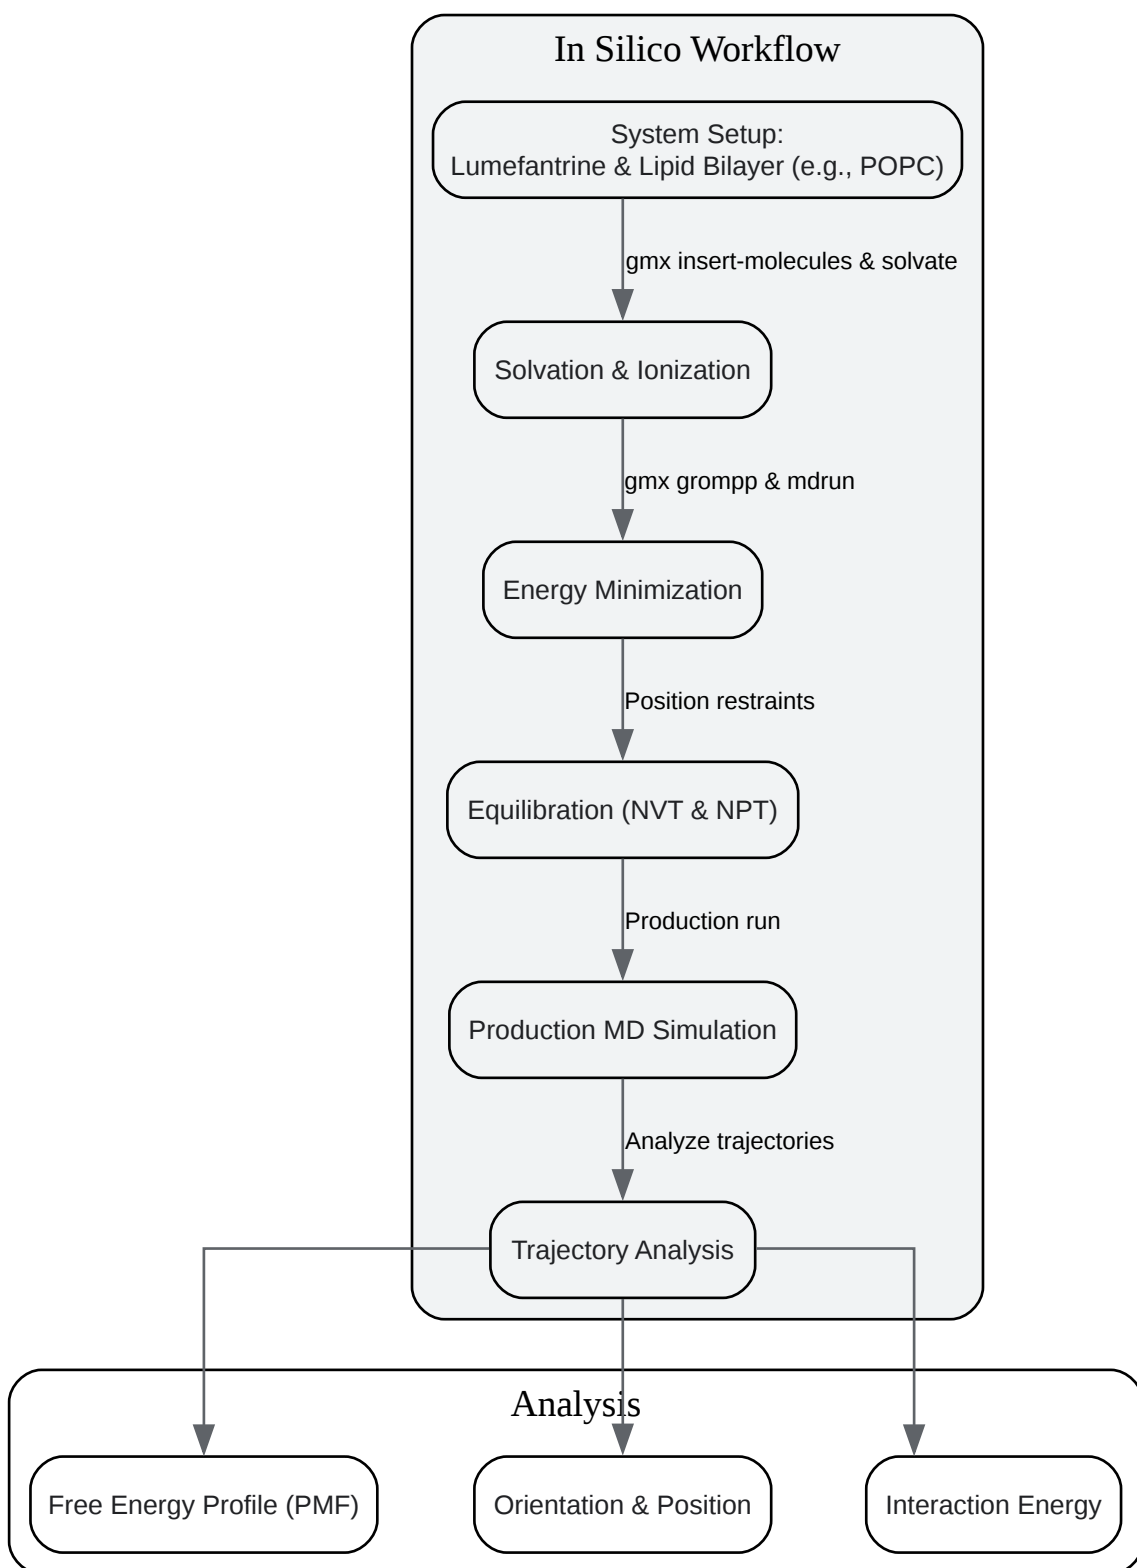 In Silico Workflow
System Setup:
Lumefantrine & Lipid Bilayer (e.g., POPC)
gmx insert-molecules & solvate
Solvation & Ionization
gmx grompp & mdrun
Energy Minimization
Position restraints
Equilibration (NVT & NPT)
Production run
Production MD Simulation
Analyze trajectories
Trajectory Analysis
Analysis
Free Energy Profile (PMF)
Orientation & Position
Interaction Energy